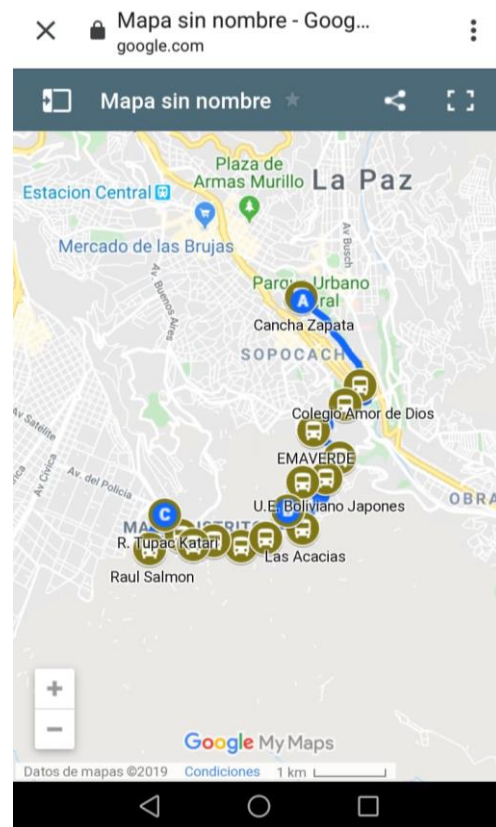 Mapa sin nombre - Goog...
google.com
Mapa sin nombre
Plaza de
Armas Murillo
La Paz
Estacion Central
Mercado de las Brujas
Av Busch
Av. Buenos Aires
Urbano
A
Cancha Zapata
SOPOCACH
Colegio Amor de Dios
Av Satélite
Av Cívica
EMAVERDE
Av. del Policia
U.E. Boliviano Japones
OBRA
C
R. Tupac Katari
Las Acacias
Raul Salmon
+
−
Google My Maps
Datos de mapas ©2019 Condiciones 1 km